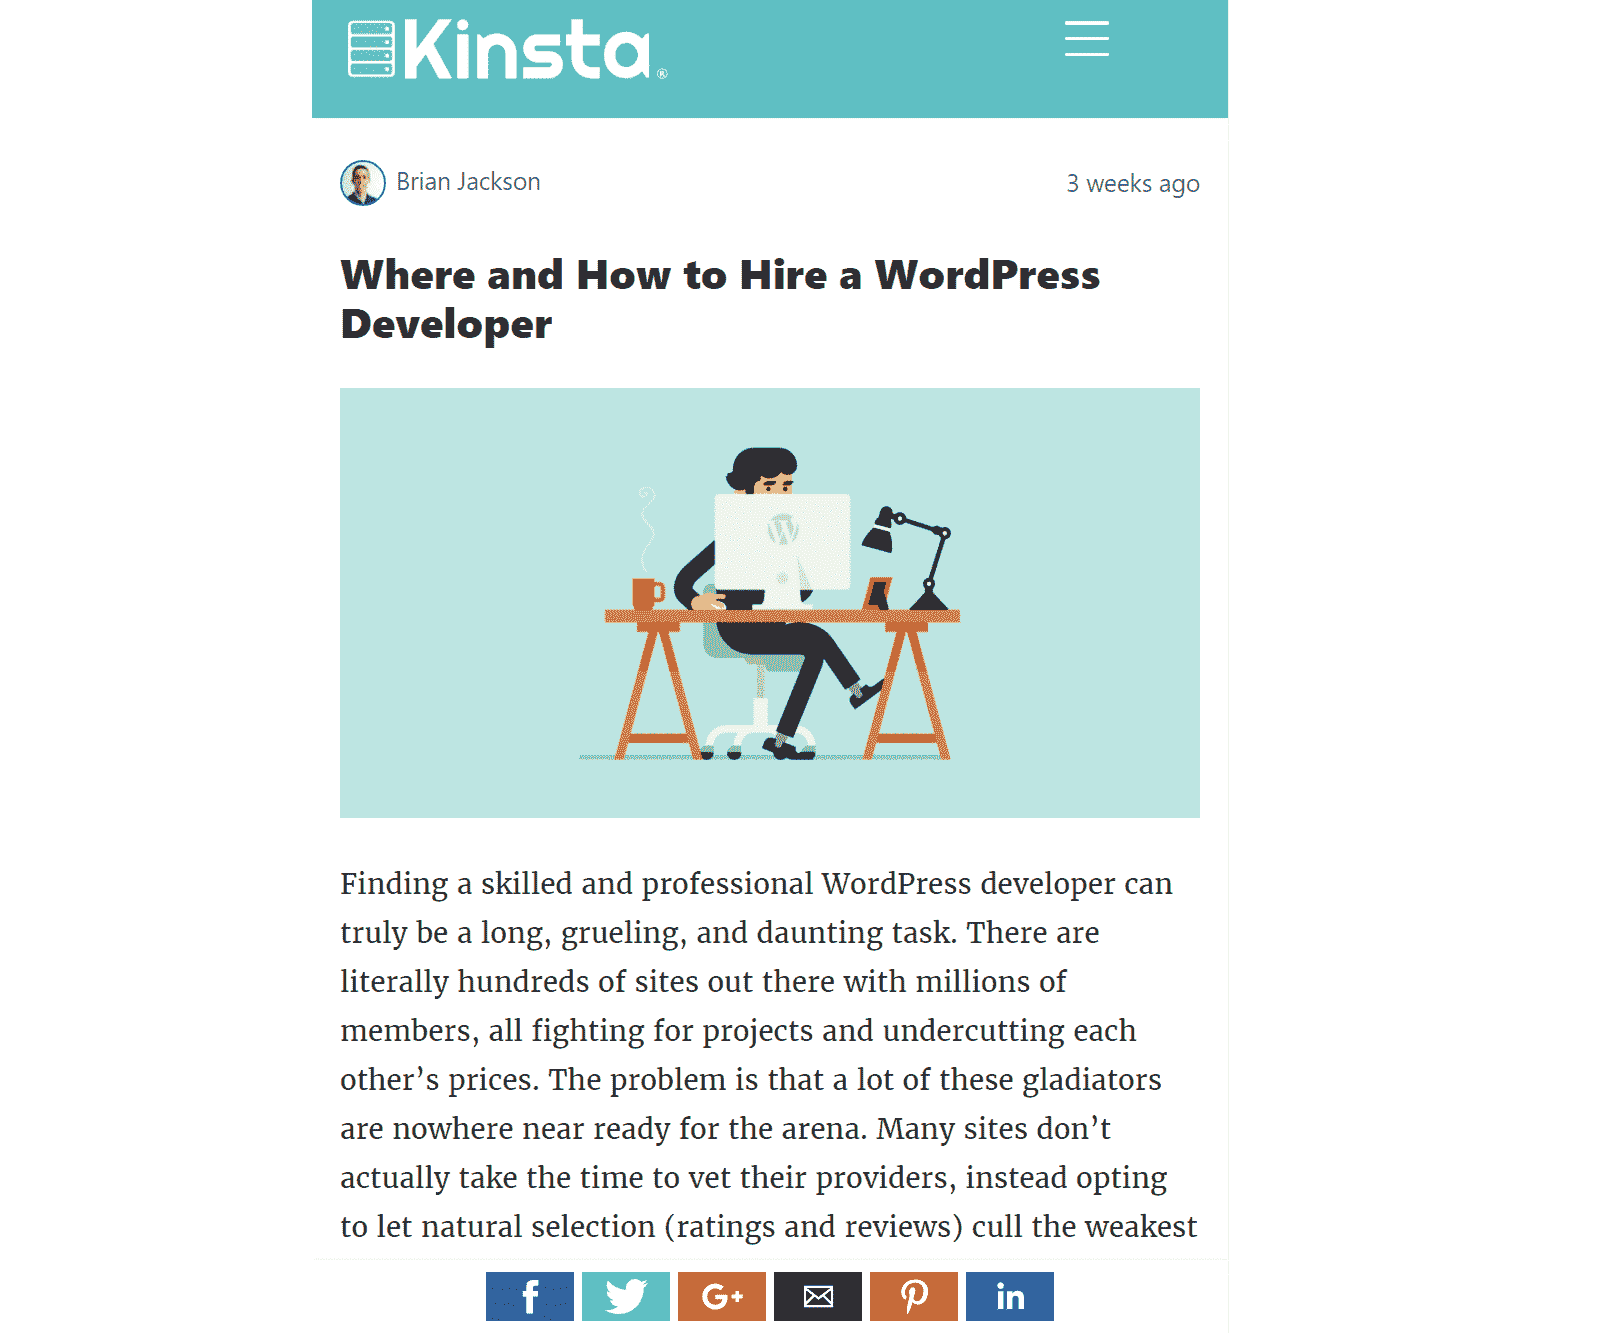 Kinsta®
Brian Jackson
3 weeks ago
Where and How to Hire a WordPress
Developer
W
Finding a skilled and professional WordPress developer can
truly be a long, grueling, and daunting task. There are
literally hundreds of sites out there with millions of
members, all fighting for projects and undercutting each
other’s prices. The problem is that a lot of these gladiators
are nowhere near ready for the arena. Many sites don’t
actually take the time to vet their providers, instead opting
to let natural selection (ratings and reviews) cull the weakest
f G+ in